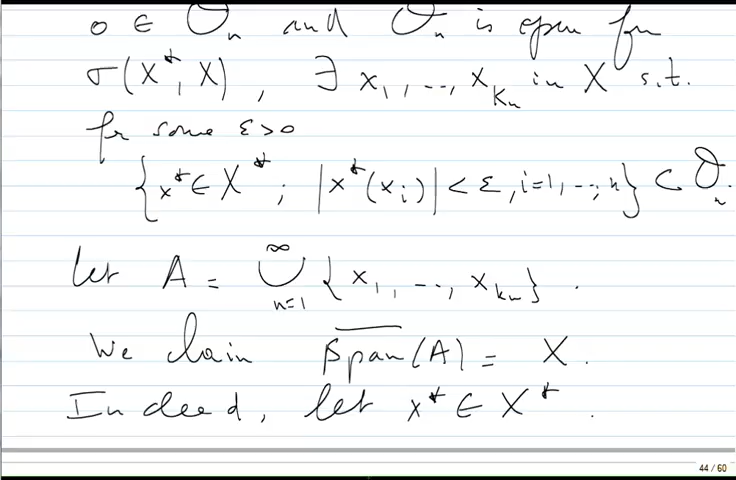 0 ∈ O_n and O_n is open for
σ(X*, X), ∃ x_1, .., x_{k_n} in X s.t.
for some ε>0
{x* ∈ X*; |x*(x_i)| < ε, i=1, .., n} ⊂ O_n.
let A = ∪_{n=1}^∞ {x_1, .., x_{k_n}}.
We claim \overline{span(A)} = X.
Indeed, let x* ∈ X*.
44 / 60